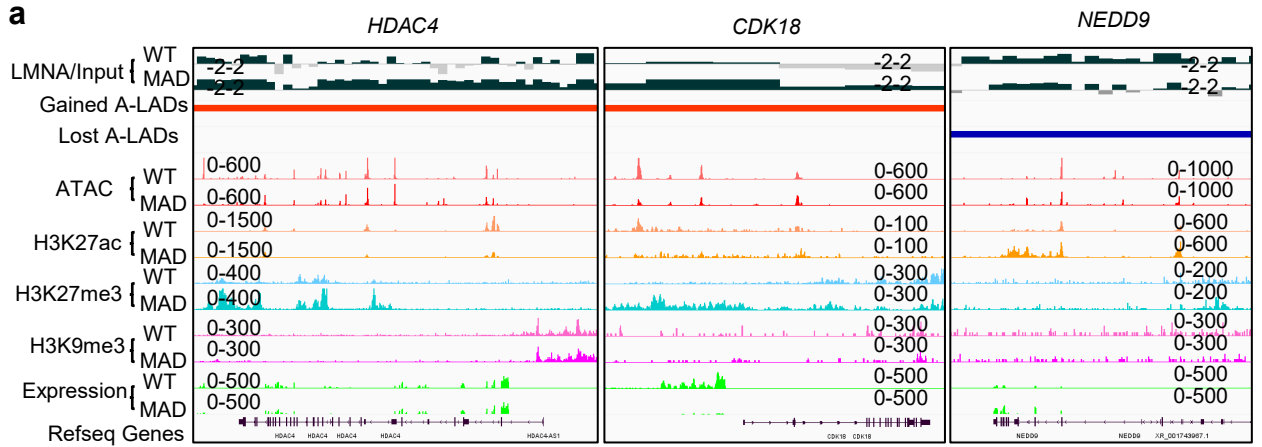 a
HDAC4 CDK18 NEDD9
LMNA/Input { WT -2-2 -2-2 -2-2
MAD -2-2 -2-2 -2-2
Gained A-LADs
Lost A-LADs
ATAC { WT 0-600 0-600 0-1000
MAD 0-600 0-600 0-1000
H3K27ac { WT 0-1500 0-100 0-600
MAD 0-1500 0-100 0-600
H3K27me3 { WT 0-400 0-300 0-200
MAD 0-400 0-300 0-200
H3K9me3 { WT 0-300 0-300 0-300
MAD 0-300 0-300 0-300
Expression { WT 0-500 0-500 0-500
MAD 0-500 0-500 0-500
Refseq Genes HDAC4 HDAC4 HDAC4 HDAC4 HDAC4-AS1 CDK18 CDK18 NEDD9 NEDD9 XR_001743967.1